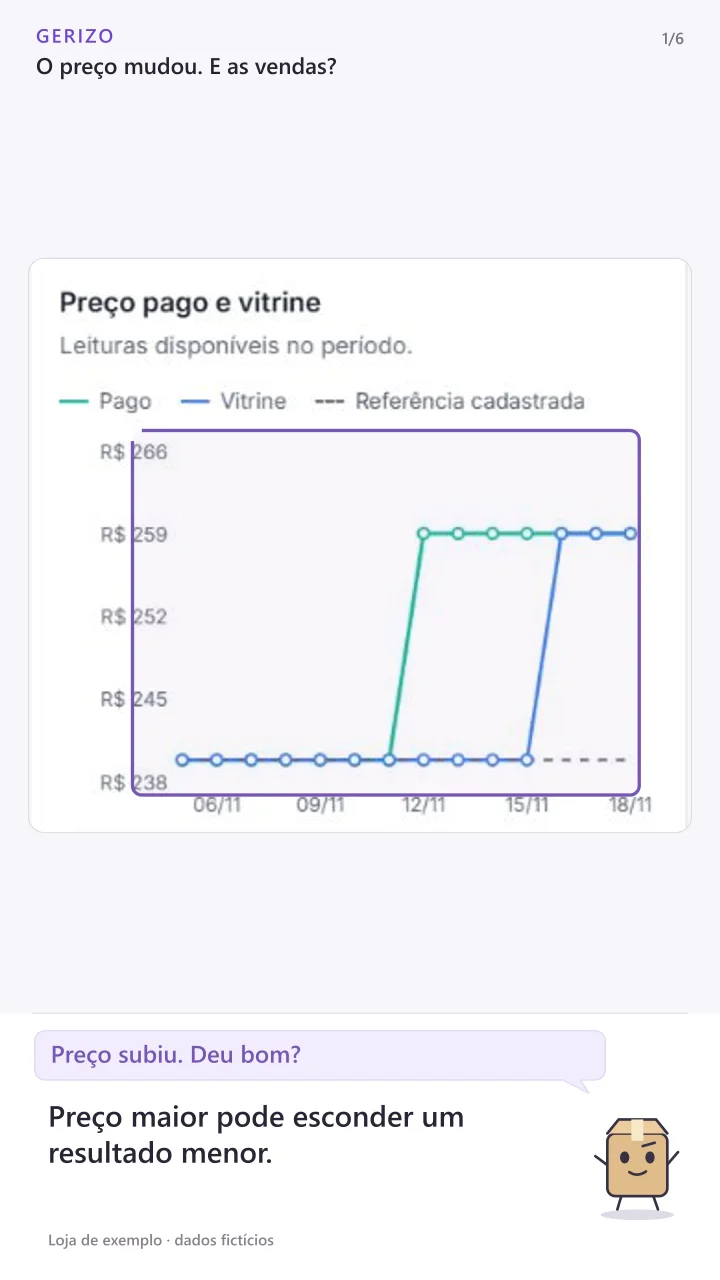 GERIZO
1/6
O preço mudou. E as vendas?
Preço pago e vitrine
Leituras disponíveis no período.
Pago
Vitrine
Referência cadastrada
R$ 266
R$ 259
R$ 252
R$ 245
R$ 238
06/11
09/11
12/11
15/11
18/11
Preço subiu. Deu bom?
Preço maior pode esconder um
resultado menor.
Loja de exemplo · dados fictícios